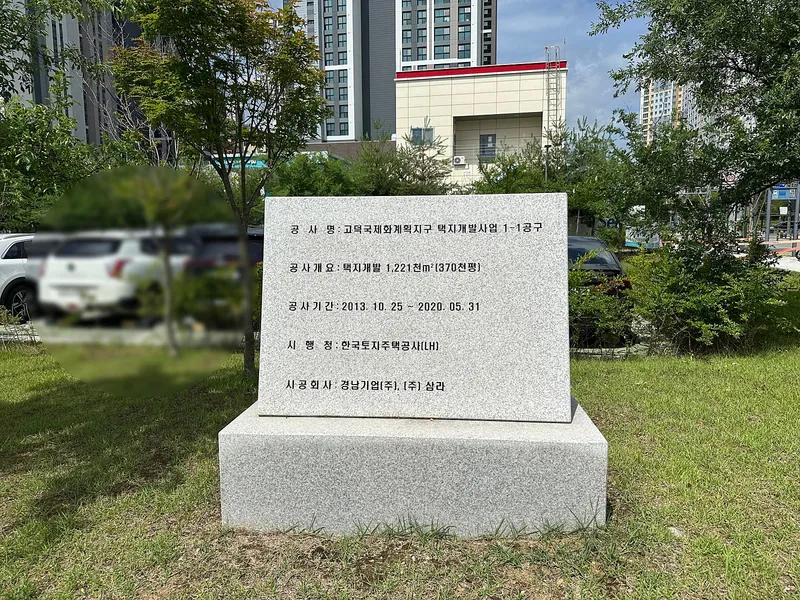 공 사 명 : 고덕국제화계획지구 택지개발사업 1-1공구
공사개요 : 택지개발 1,221천㎡(370천평)
공사기간 : 2013. 10. 25 ~ 2020. 05. 31
시 행 청 : 한국토지주택공사(LH)
시공회사 : 경남기업(주), (주) 삼라